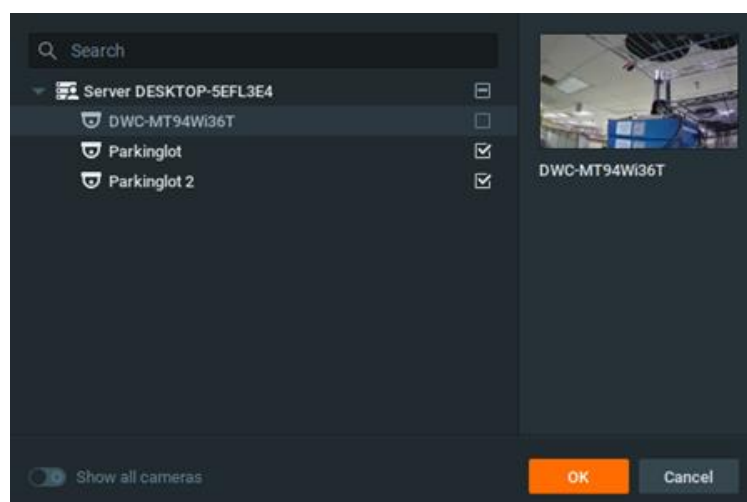 Search
Server DESKTOP-5EFL3E4
DWC-MT94Wi36T
Parkinglot
Parkinglot 2
DWC-MT94Wi36T
Show all cameras
OK
Cancel